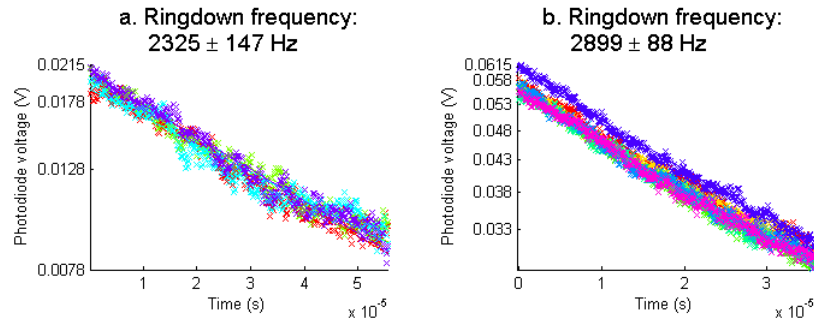 a. Ringdown frequency:
2325 ± 147 Hz
0.0215
0.0178
0.0128
0.0078
Photodiode voltage (V)
1
2
3
4
5
Time (s)
x 10⁻⁵
b. Ringdown frequency:
2899 ± 88 Hz
0.0615
0.058
0.053
0.048
0.043
0.038
0.033
Photodiode voltage (V)
0
1
2
3
Time (s)
x 10⁻⁵